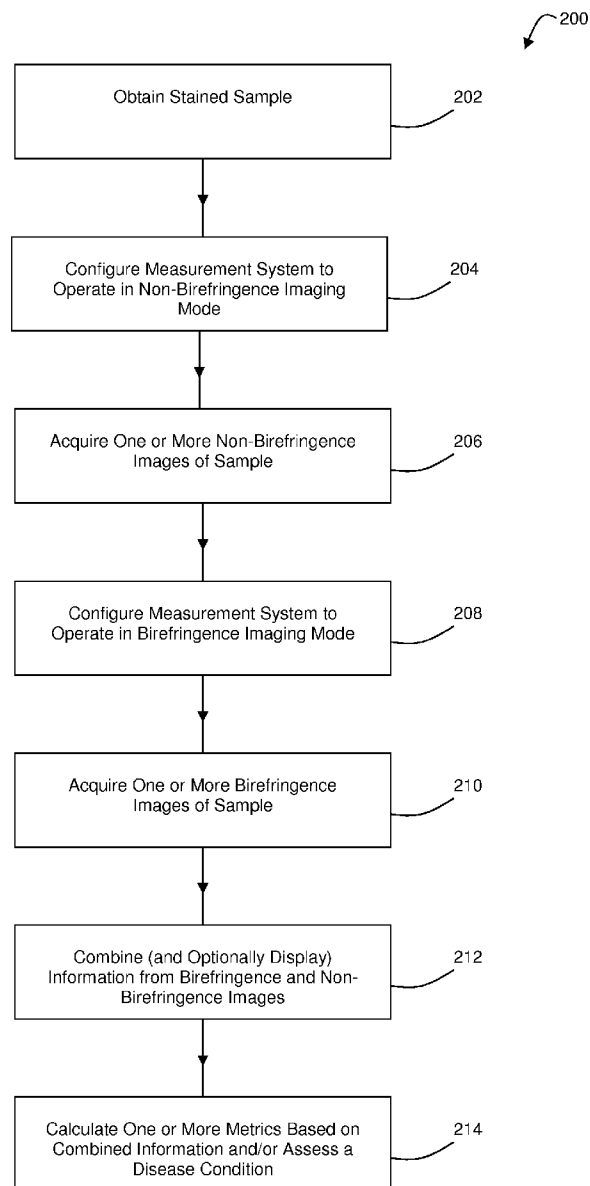 200
Obtain Stained Sample
202
Configure Measurement System to
Operate in Non-Birefringence Imaging
Mode
204
Acquire One or More Non-Birefringence
Images of Sample
206
Configure Measurement System to
Operate in Birefringence Imaging Mode
208
Acquire One or More Birefringence
Images of Sample
210
Combine (and Optionally Display)
Information from Birefringence and Non-
Birefringence Images
212
Calculate One or More Metrics Based on
Combined Information and/or Assess a
Disease Condition
214